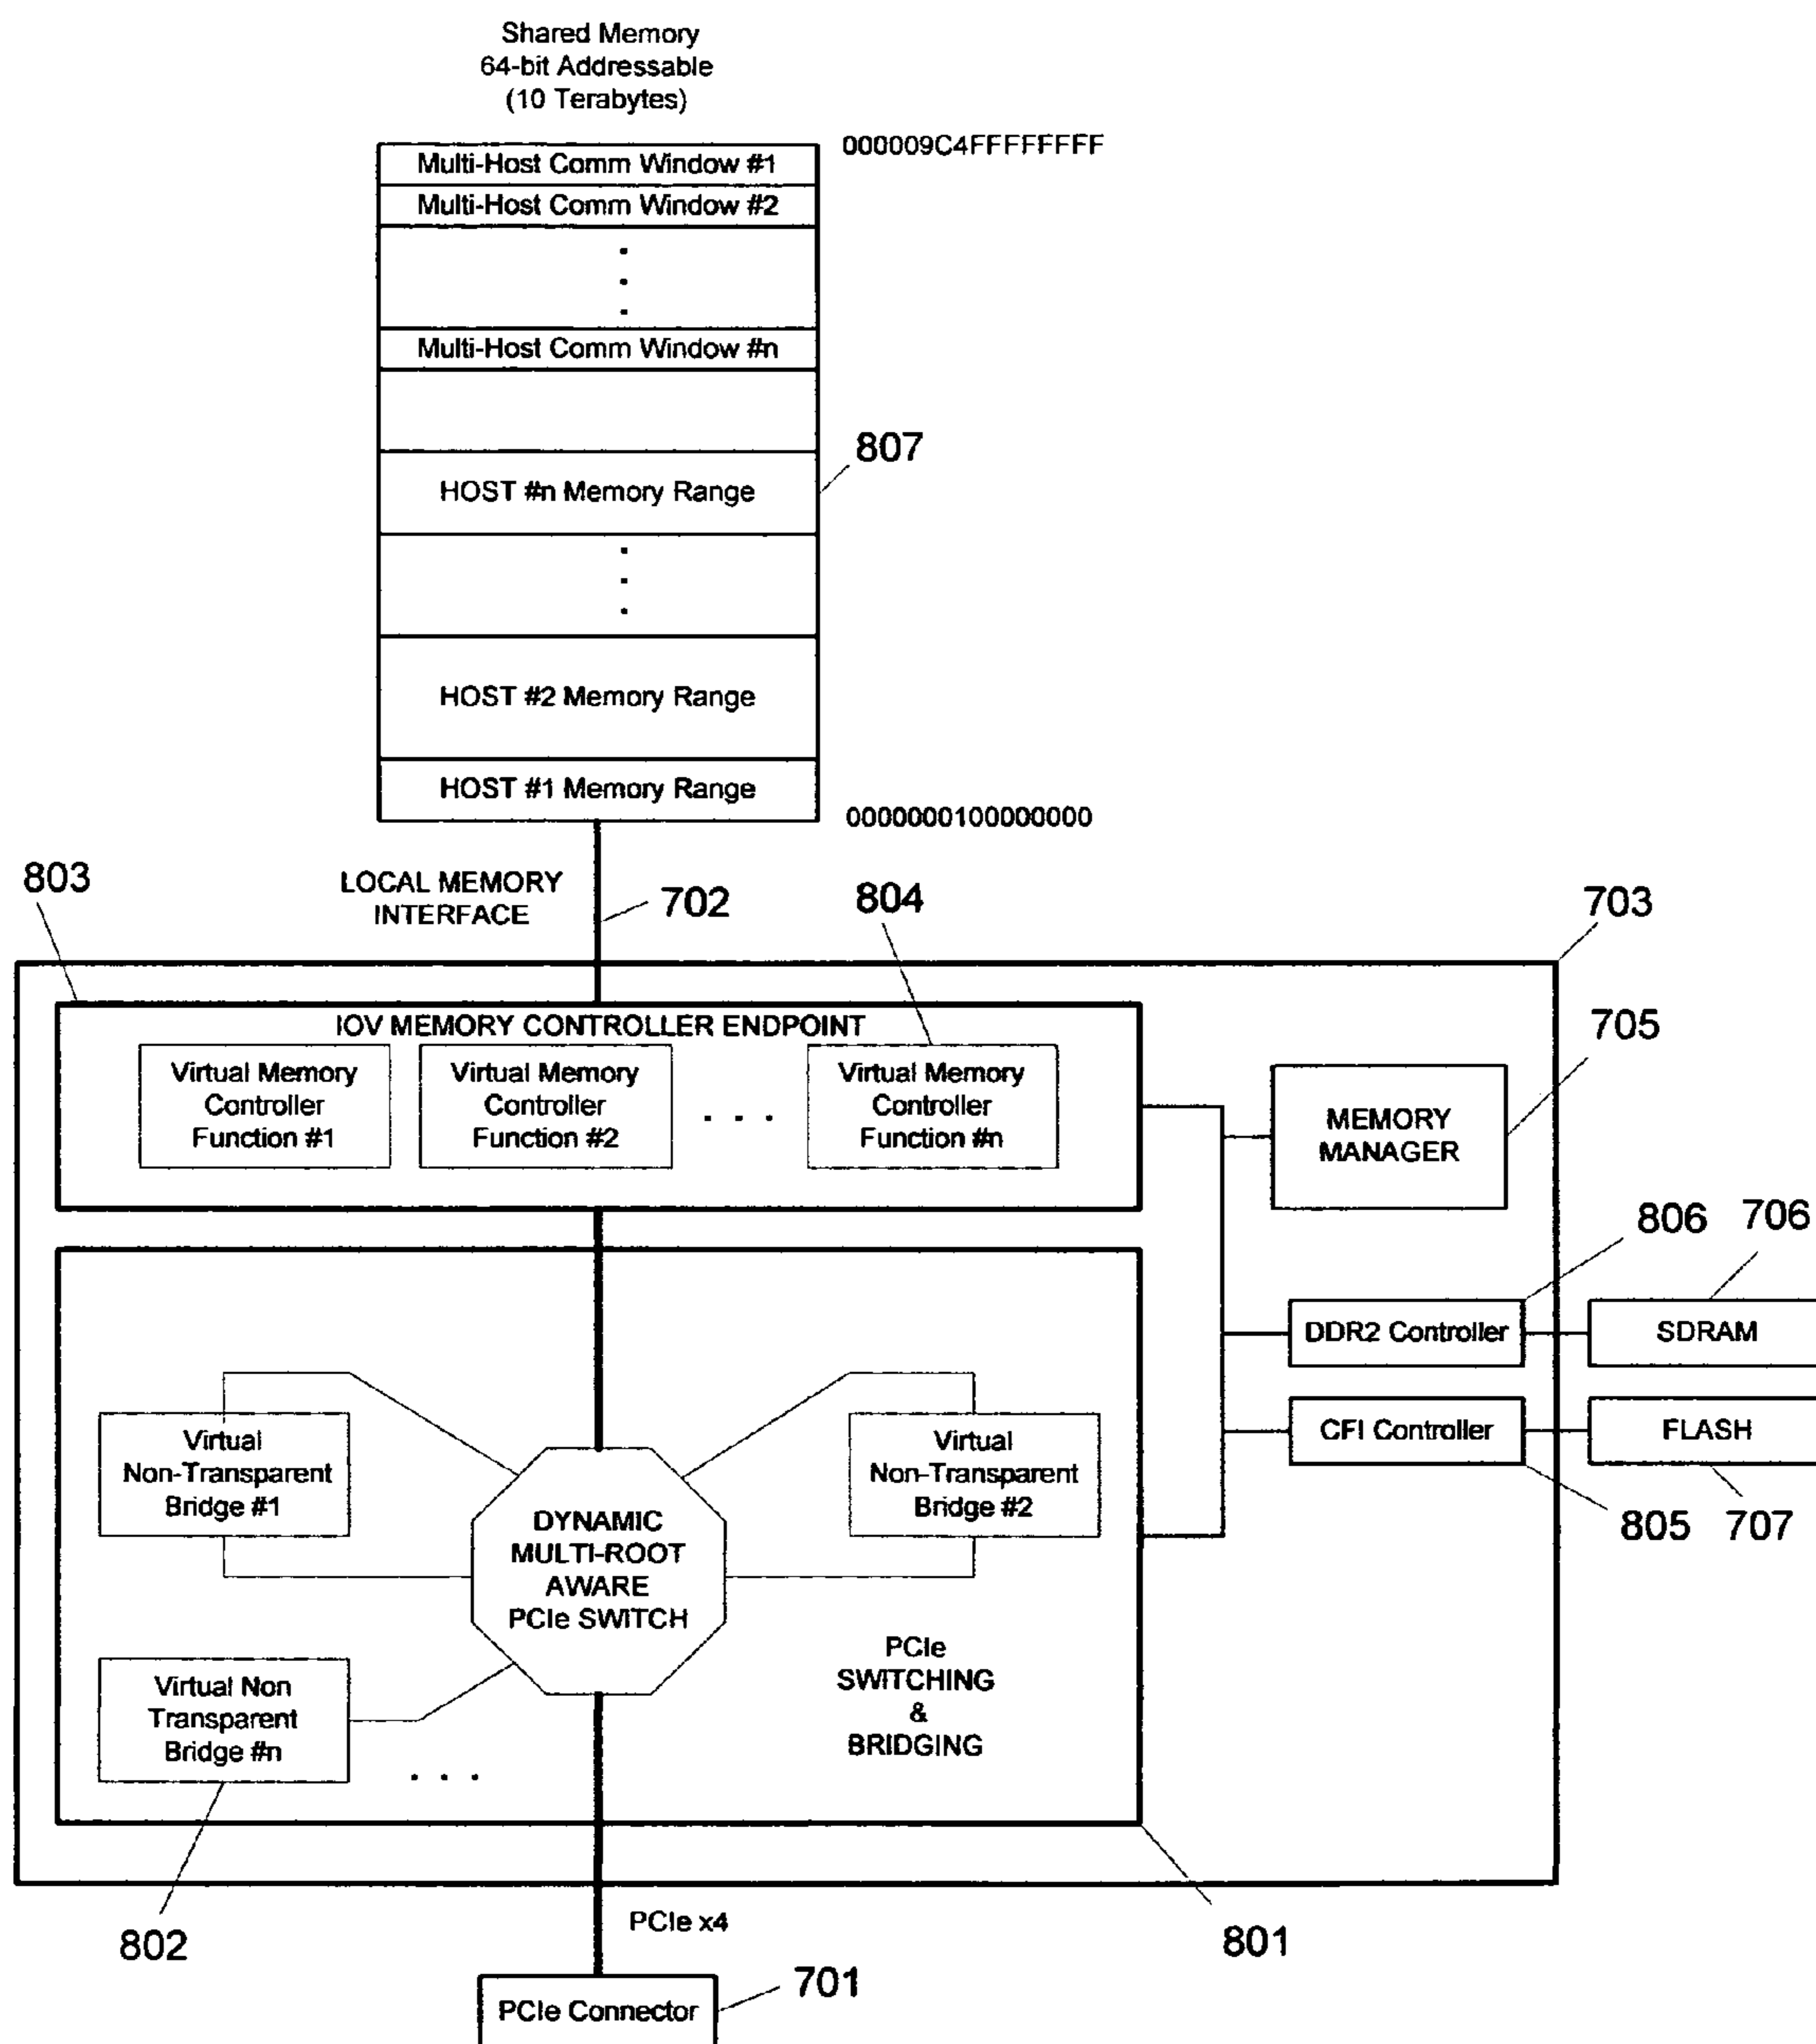 Shared Memory
64-bit Addressable
(10 Terabytes)
000009C4FFFFFFFF
Multi-Host Comm Window #1
Multi-Host Comm Window #2
.
.
.
Multi-Host Comm Window #n
807
HOST #n Memory Range
.
.
.
HOST #2 Memory Range
HOST #1 Memory Range
0000000100000000
803
LOCAL MEMORY
INTERFACE
702
804
703
IOV MEMORY CONTROLLER ENDPOINT
705
Virtual Memory
Controller
Function #1
Virtual Memory
Controller
Function #2
. . .
Virtual Memory
Controller
Function #n
MEMORY
MANAGER
806
706
DDR2 Controller
SDRAM
CFI Controller
FLASH
805
707
Virtual
Non-Transparent
Bridge #1
Virtual
Non-Transparent
Bridge #2
DYNAMIC
MULTI-ROOT
AWARE
PCIe SWITCH
Virtual Non
Transparent
Bridge #n
. . .
PCIe
SWITCHING
&
BRIDGING
802
PCIe x4
801
701
PCIe Connector